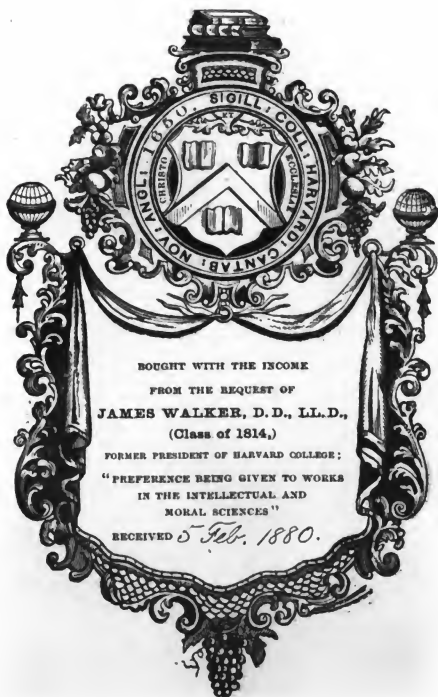 SIGILL: COLL: HARVARD: CANTAB: NOV: ANGL: 1650.
CHRISTO ET ECCLESIAE
BOUGHT WITH THE INCOME
FROM THE BEQUEST OF
JAMES WALKER, D.D., LL.D.,
(Class of 1814,)
FORMER PRESIDENT OF HARVARD COLLEGE;
"PREFERENCE BEING GIVEN TO WORKS
IN THE INTELLECTUAL AND
MORAL SCIENCES"
RECEIVED 5 Feb. 1880.